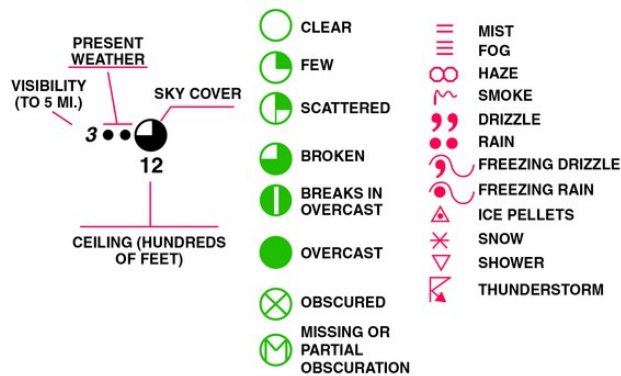 PRESENT
WEATHER
VISIBILITY
(TO 5 MI.)
SKY COVER
3
12
CEILING (HUNDREDS
OF FEET)
CLEAR
FEW
SCATTERED
BROKEN
BREAKS IN
OVERCAST
OVERCAST
OBSCURED
MISSING OR
PARTIAL
OBSCURATION
MIST
FOG
HAZE
SMOKE
DRIZZLE
RAIN
FREEZING DRIZZLE
FREEZING RAIN
ICE PELLETS
SNOW
SHOWER
THUNDERSTORM